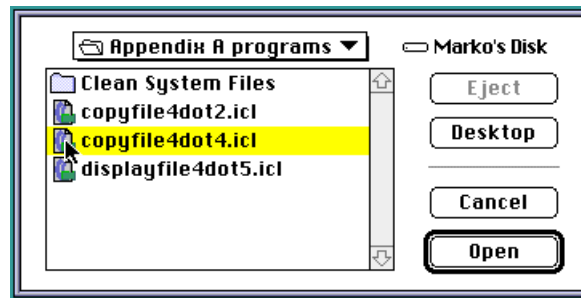 Appendix A programs
Marko's Disk
Clean System Files
copyfile4dot2.icl
copyfile4dot4.icl
displayfile4dot5.icl
Eject
Desktop
Cancel
Open